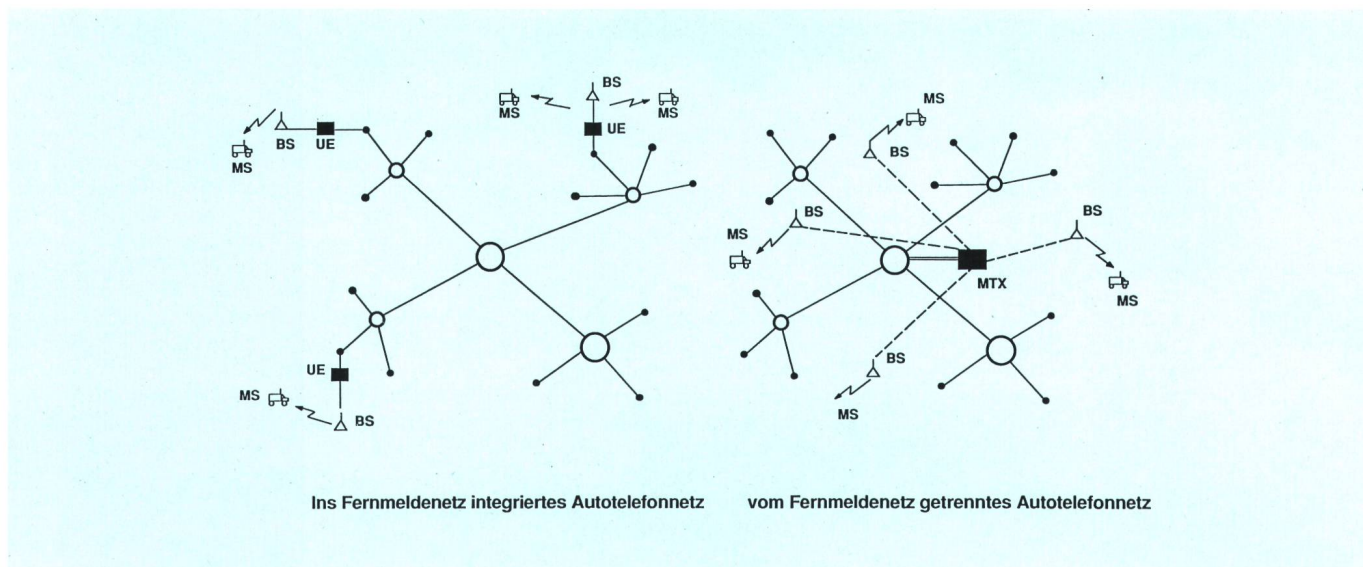 BS
UE
MS
BS
MS
MS
UE
UE
MS
BS
Ins Fernmeldenetz integriertes Autotelefonnetz
MS
BS
BS
MS
BS
MTX
MS
BS
MS
vom Fernmeldenetz getrenntes Autotelefonnetz